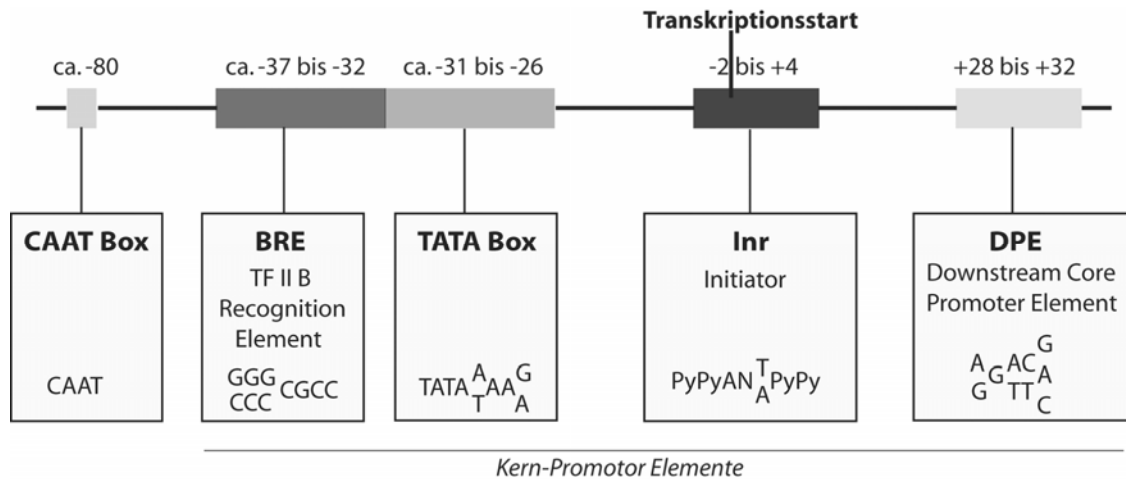 Transkriptionsstart
ca. -80
ca. -37 bis -32
ca. -31 bis -26
-2 bis +4
+28 bis +32
CAAT Box
CAAT
BRE
TF II B
Recognition
Element
GGG
CGCC
CCC
TATA Box
A G
TATA AA
T A
Inr
Initiator
T
PyPyAN PyPy
A
DPE
Downstream Core
Promoter Element
G
A AC
G A
G TT
C
Kern-Promotor Elemente